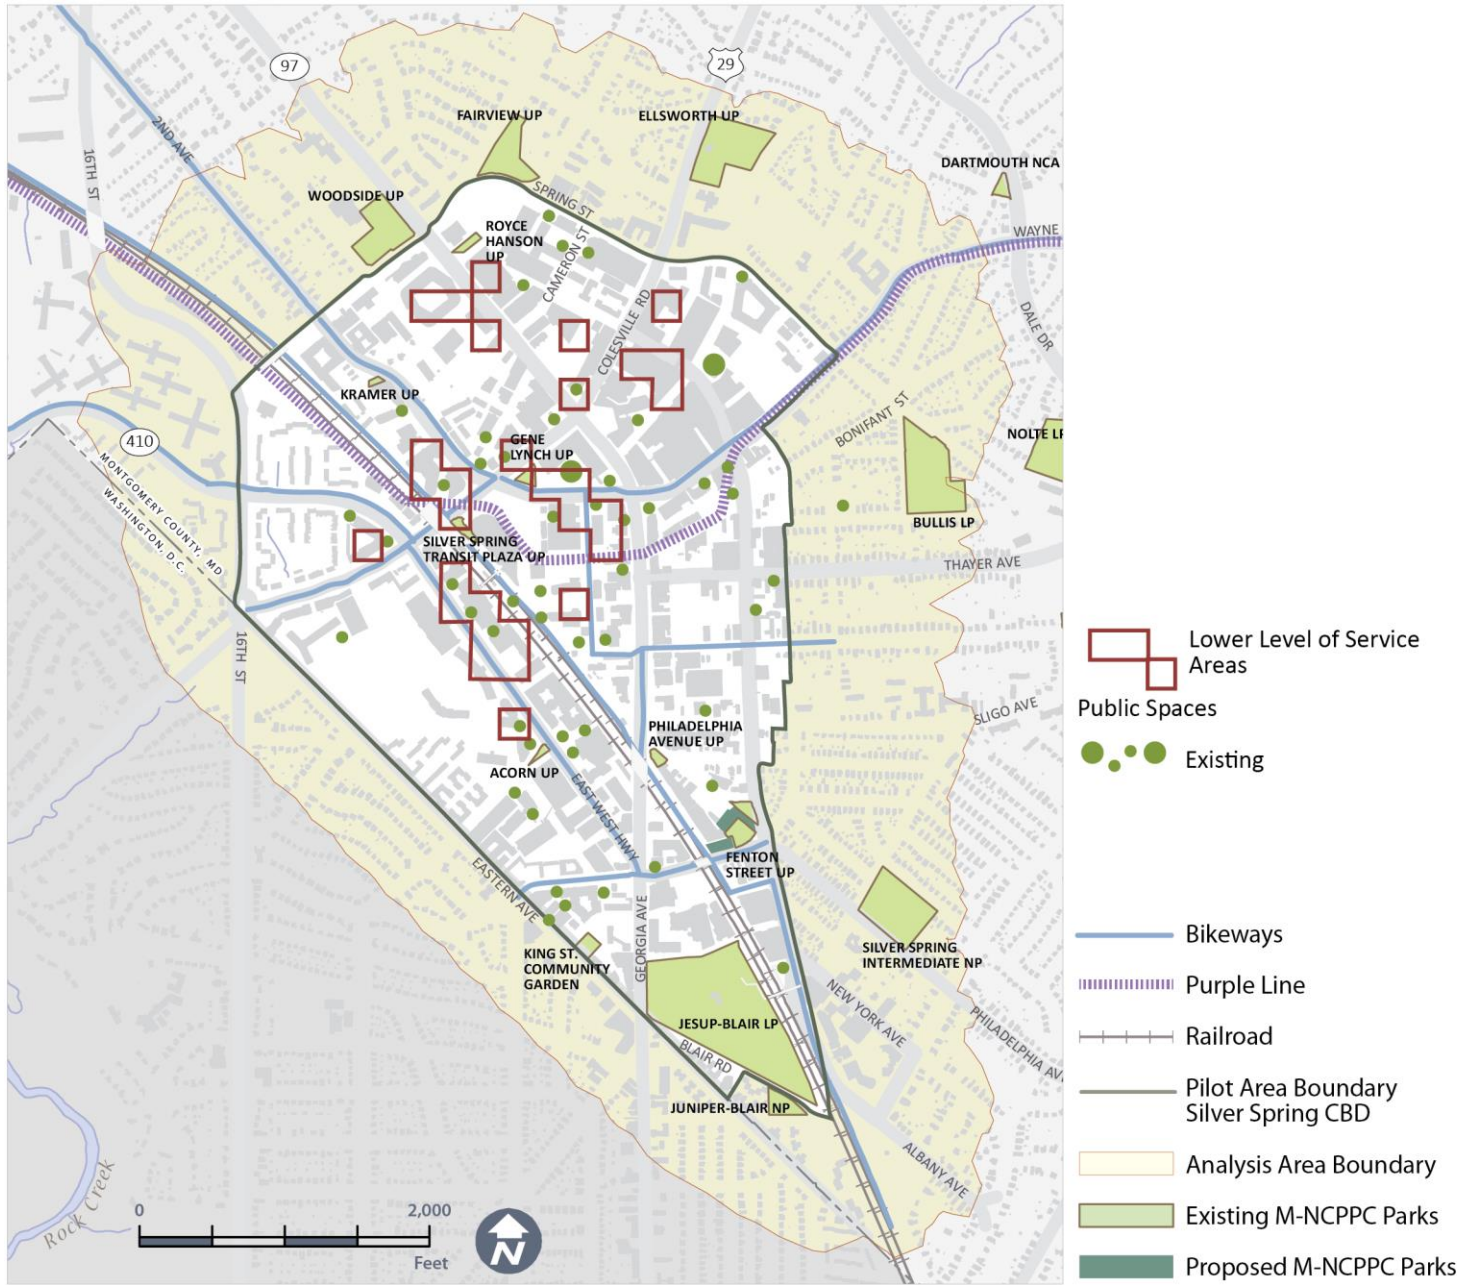 97
29
FAIRVIEW UP
ELLSWORTH UP
2ND AVE
16TH ST
DARTMOUTH NCA
WOODSIDE UP
SPRING ST
ROYCE
HANSON
UP
CAMERON ST
WAYNE
COLESVILLE RD
DALE DR
KRAMER UP
BONIFANT ST
410
GENE
LYNCH UP
NOLTE LP
MONTGOMERY COUNTY, MD
WASHINGTON, D.C.
BULLIS LP
SILVER SPRING
TRANSIT PLAZA UP
THAYER AVE
16TH ST
SLIGO AVE
PHILADELPHIA
AVENUE UP
ACORN UP
EAST WEST HWY
FENTON
STREET UP
EASTERN AVE
GEORGIA AVE
KING ST.
COMMUNITY
GARDEN
SILVER SPRING
INTERMEDIATE NP
NEW YORK AVE
PHILADELPHIA AV
JESUP-BLAIR LP
BLAIR RD
JUNIPER-BLAIR NP
ALBANY AVE
Rock Creek
0
2,000
Feet
N
Lower Level of Service
Areas
Public Spaces
Existing
Bikeways
Purple Line
Railroad
Pilot Area Boundary
Silver Spring CBD
Analysis Area Boundary
Existing M-NCPPC Parks
Proposed M-NCPPC Parks